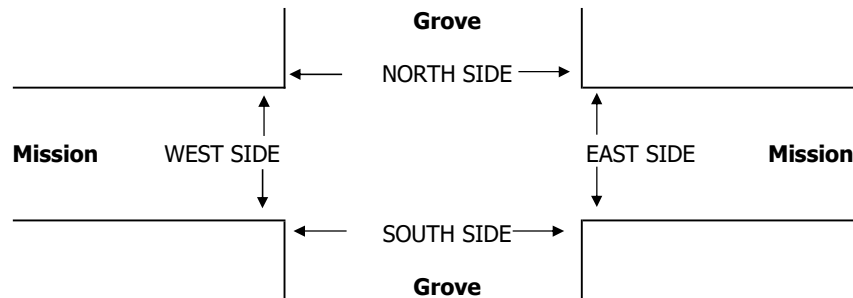 Grove
NORTH SIDE
Mission WEST SIDE EAST SIDE Mission
SOUTH SIDE
Grove